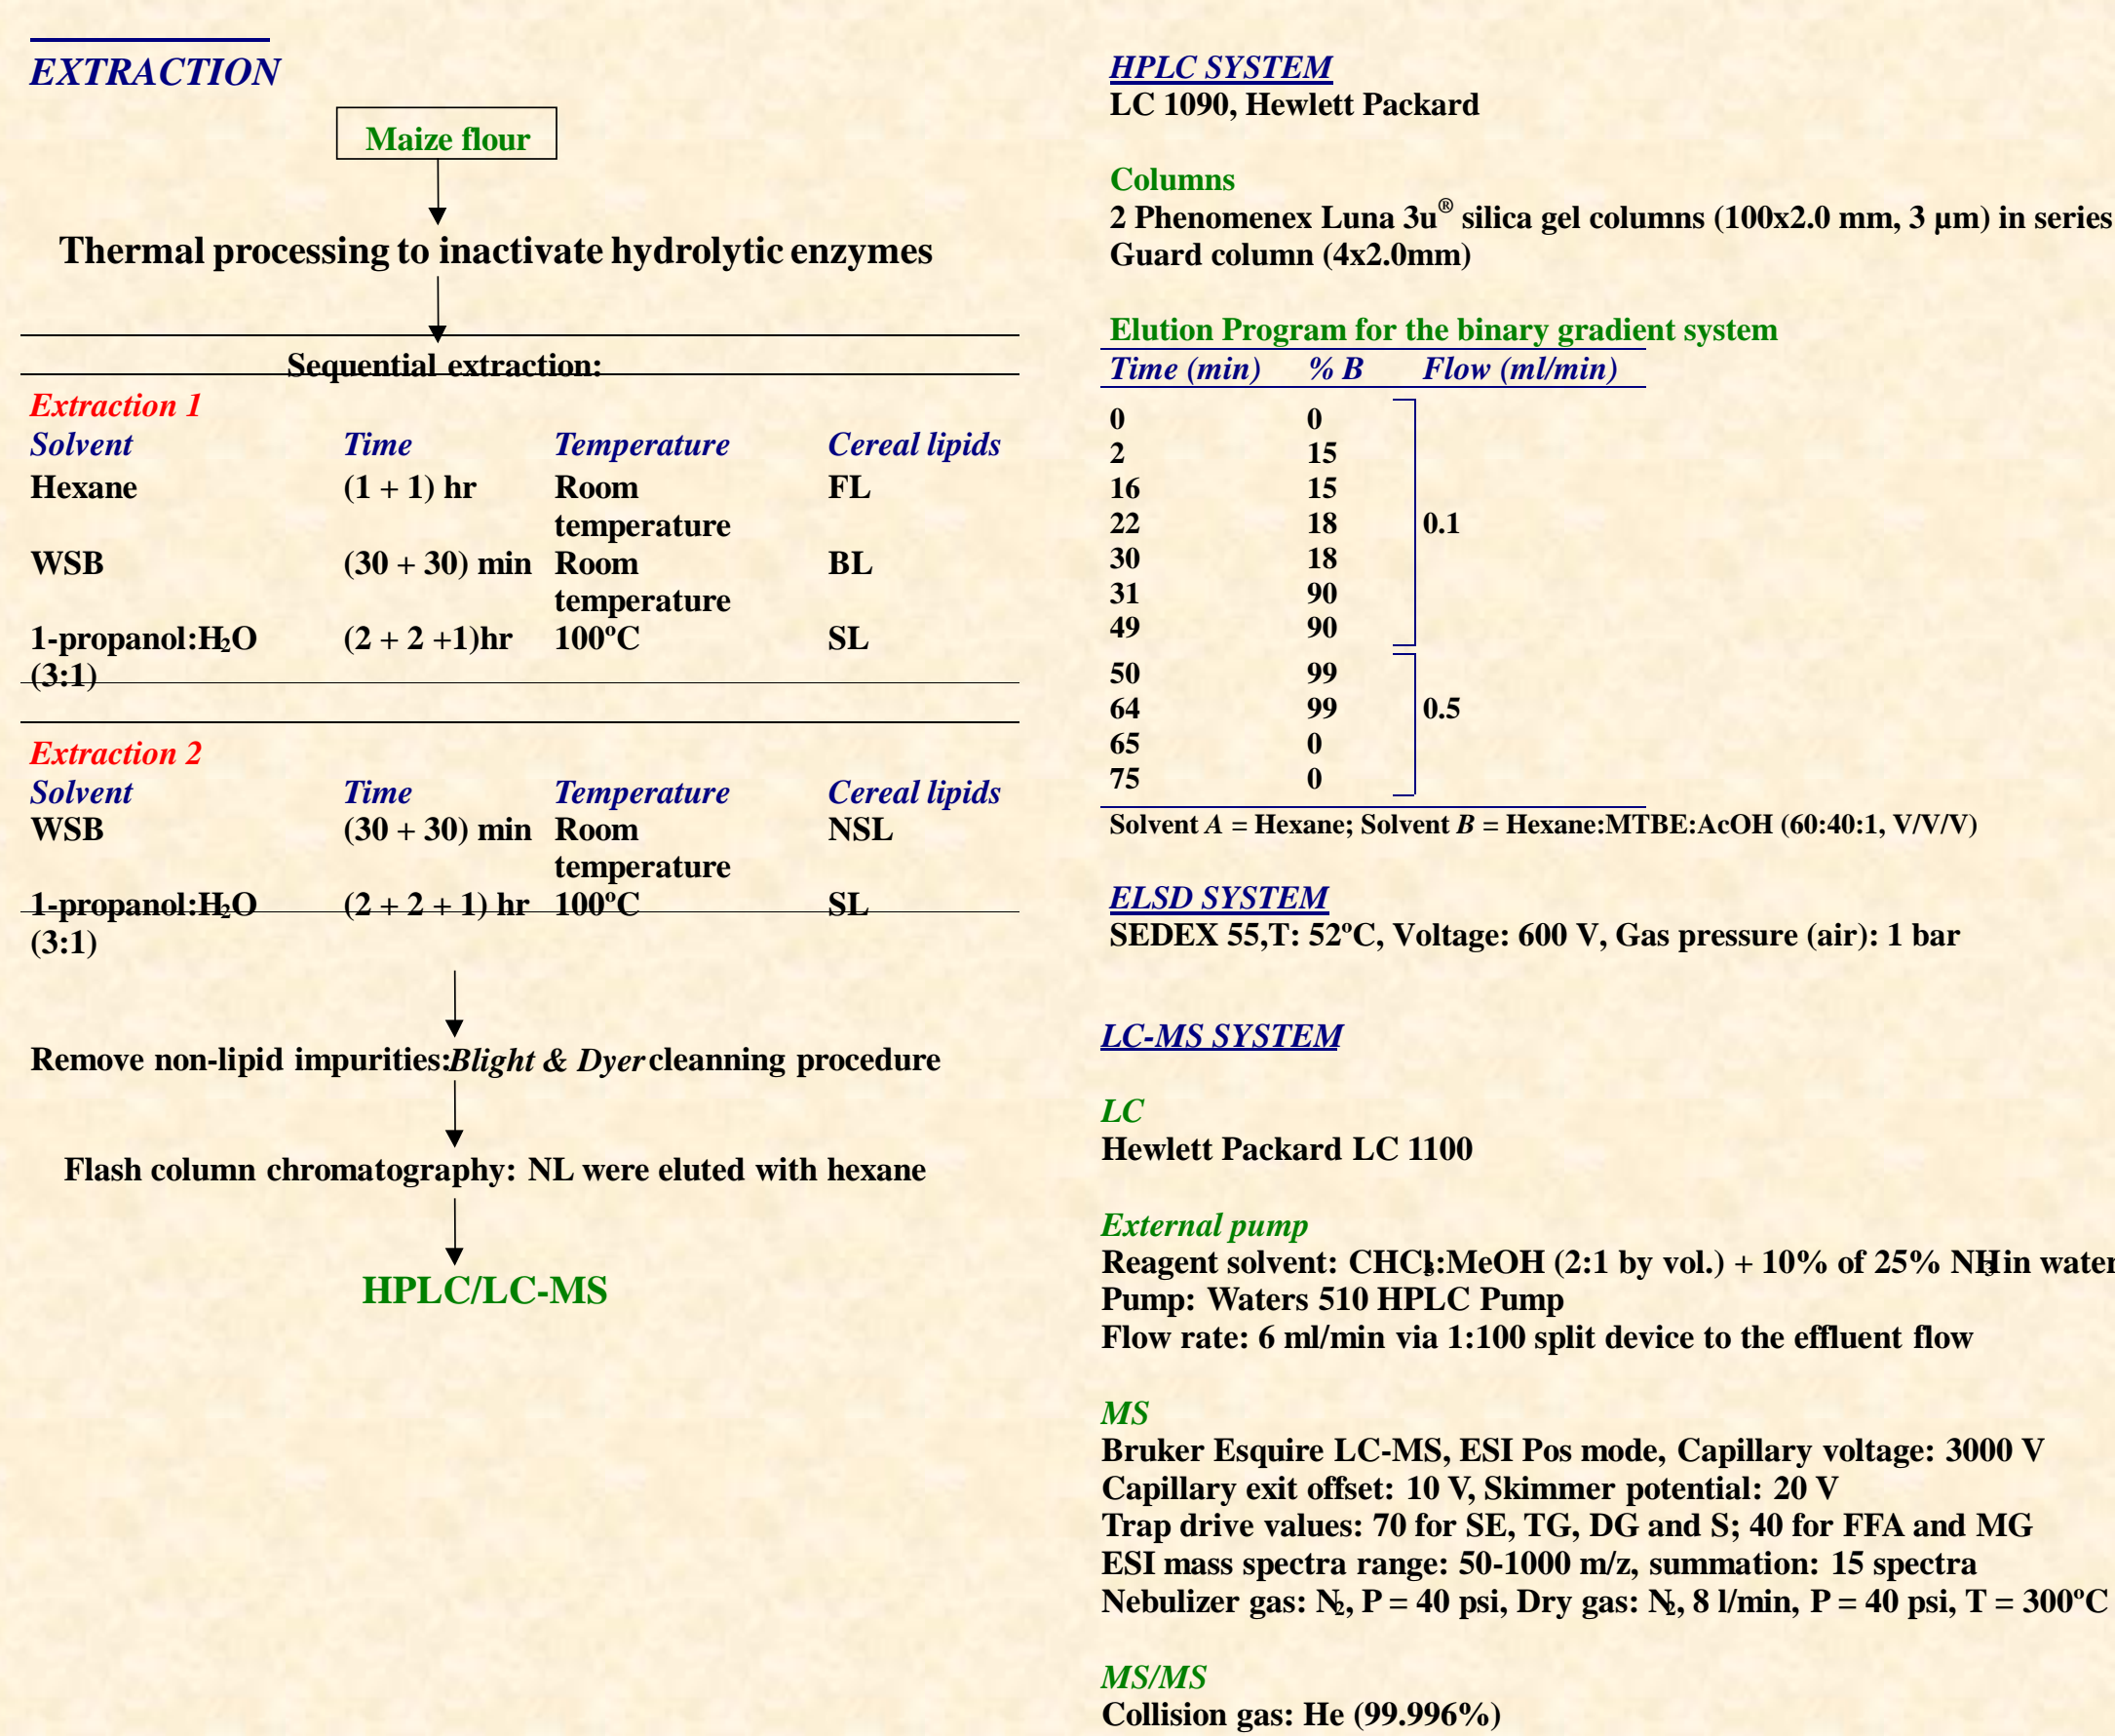 EXTRACTION
Maize flour
Thermal processing to inactivate hydrolytic enzymes
Sequential extraction:
Extraction 1
Solvent Time Temperature Cereal lipids
Hexane (1 + 1) hr Room temperature FL
WSB (30 + 30) min Room temperature BL
1-propanol:H₂O (3:1) (2 + 2 +1)hr 100ºC SL
Extraction 2
Solvent Time Temperature Cereal lipids
WSB (30 + 30) min Room temperature NSL
1-propanol:H₂O (3:1) (2 + 2 + 1) hr 100ºC SL
Remove non-lipid impurities:Blight & Dyer cleanning procedure
Flash column chromatography: NL were eluted with hexane
HPLC/LC-MS
HPLC SYSTEM
LC 1090, Hewlett Packard
Columns
2 Phenomenex Luna 3u® silica gel columns (100x2.0 mm, 3 µm) in series
Guard column (4x2.0mm)
Elution Program for the binary gradient system
Time (min) % B Flow (ml/min)
0 0
2 15
16 15
22 18 0.1
30 18
31 90
49 90
50 99
64 99 0.5
65 0
75 0
Solvent A = Hexane; Solvent B = Hexane:MTBE:AcOH (60:40:1, V/V/V)
ELSD SYSTEM
SEDEX 55,T: 52ºC, Voltage: 600 V, Gas pressure (air): 1 bar
LC-MS SYSTEM
LC
Hewlett Packard LC 1100
External pump
Reagent solvent: CHCl₃:MeOH (2:1 by vol.) + 10% of 25% NH₃ in water
Pump: Waters 510 HPLC Pump
Flow rate: 6 ml/min via 1:100 split device to the effluent flow
MS
Bruker Esquire LC-MS, ESI Pos mode, Capillary voltage: 3000 V
Capillary exit offset: 10 V, Skimmer potential: 20 V
Trap drive values: 70 for SE, TG, DG and S; 40 for FFA and MG
ESI mass spectra range: 50-1000 m/z, summation: 15 spectra
Nebulizer gas: N₂, P = 40 psi, Dry gas: N₂, 8 l/min, P = 40 psi, T = 300ºC
MS/MS
Collision gas: He (99.996%)